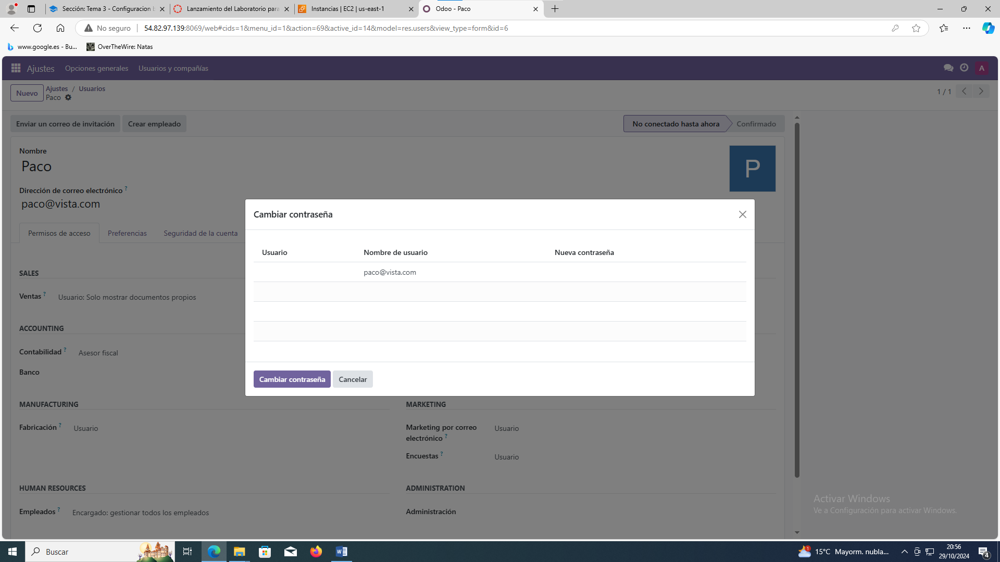 Sección: Tema 3 - Configuracion b
Lanzamiento del Laboratorio para
Instancias | EC2 | us-east-1
Odoo - Paco
No seguro
54.82.97.139:8069/web#cids=1&menu_id=1&action=69&active_id=14&model=res.users&view_type=form&id=6
www.google.es - Bu...
OverTheWire: Natas
Ajustes
Opciones generales
Usuarios y compañías
A
Nuevo
Ajustes / Usuarios
Paco
1 / 1
Enviar un correo de invitación
Crear empleado
No conectado hasta ahora
Confirmado
Nombre
Paco
P
Dirección de correo electrónico ?
paco@vista.com
Permisos de acceso
Preferencias
Seguridad de la cuenta
Cambiar contraseña
Usuario
Nombre de usuario
Nueva contraseña
paco@vista.com
Cambiar contraseña
Cancelar
SALES
Ventas ?
Usuario: Solo mostrar documentos propios
ACCOUNTING
Contabilidad ?
Asesor fiscal
Banco
MANUFACTURING
Fabricación ?
Usuario
MARKETING
Marketing por correo
electrónico ?
Usuario
Encuestas ?
Usuario
HUMAN RESOURCES
Empleados ?
Encargado: gestionar todos los empleados
ADMINISTRATION
Administración
Activar Windows
Ve a Configuración para activar Windows.
Buscar
1
15°C Mayorm. nubla...
20:56
29/10/2024
4